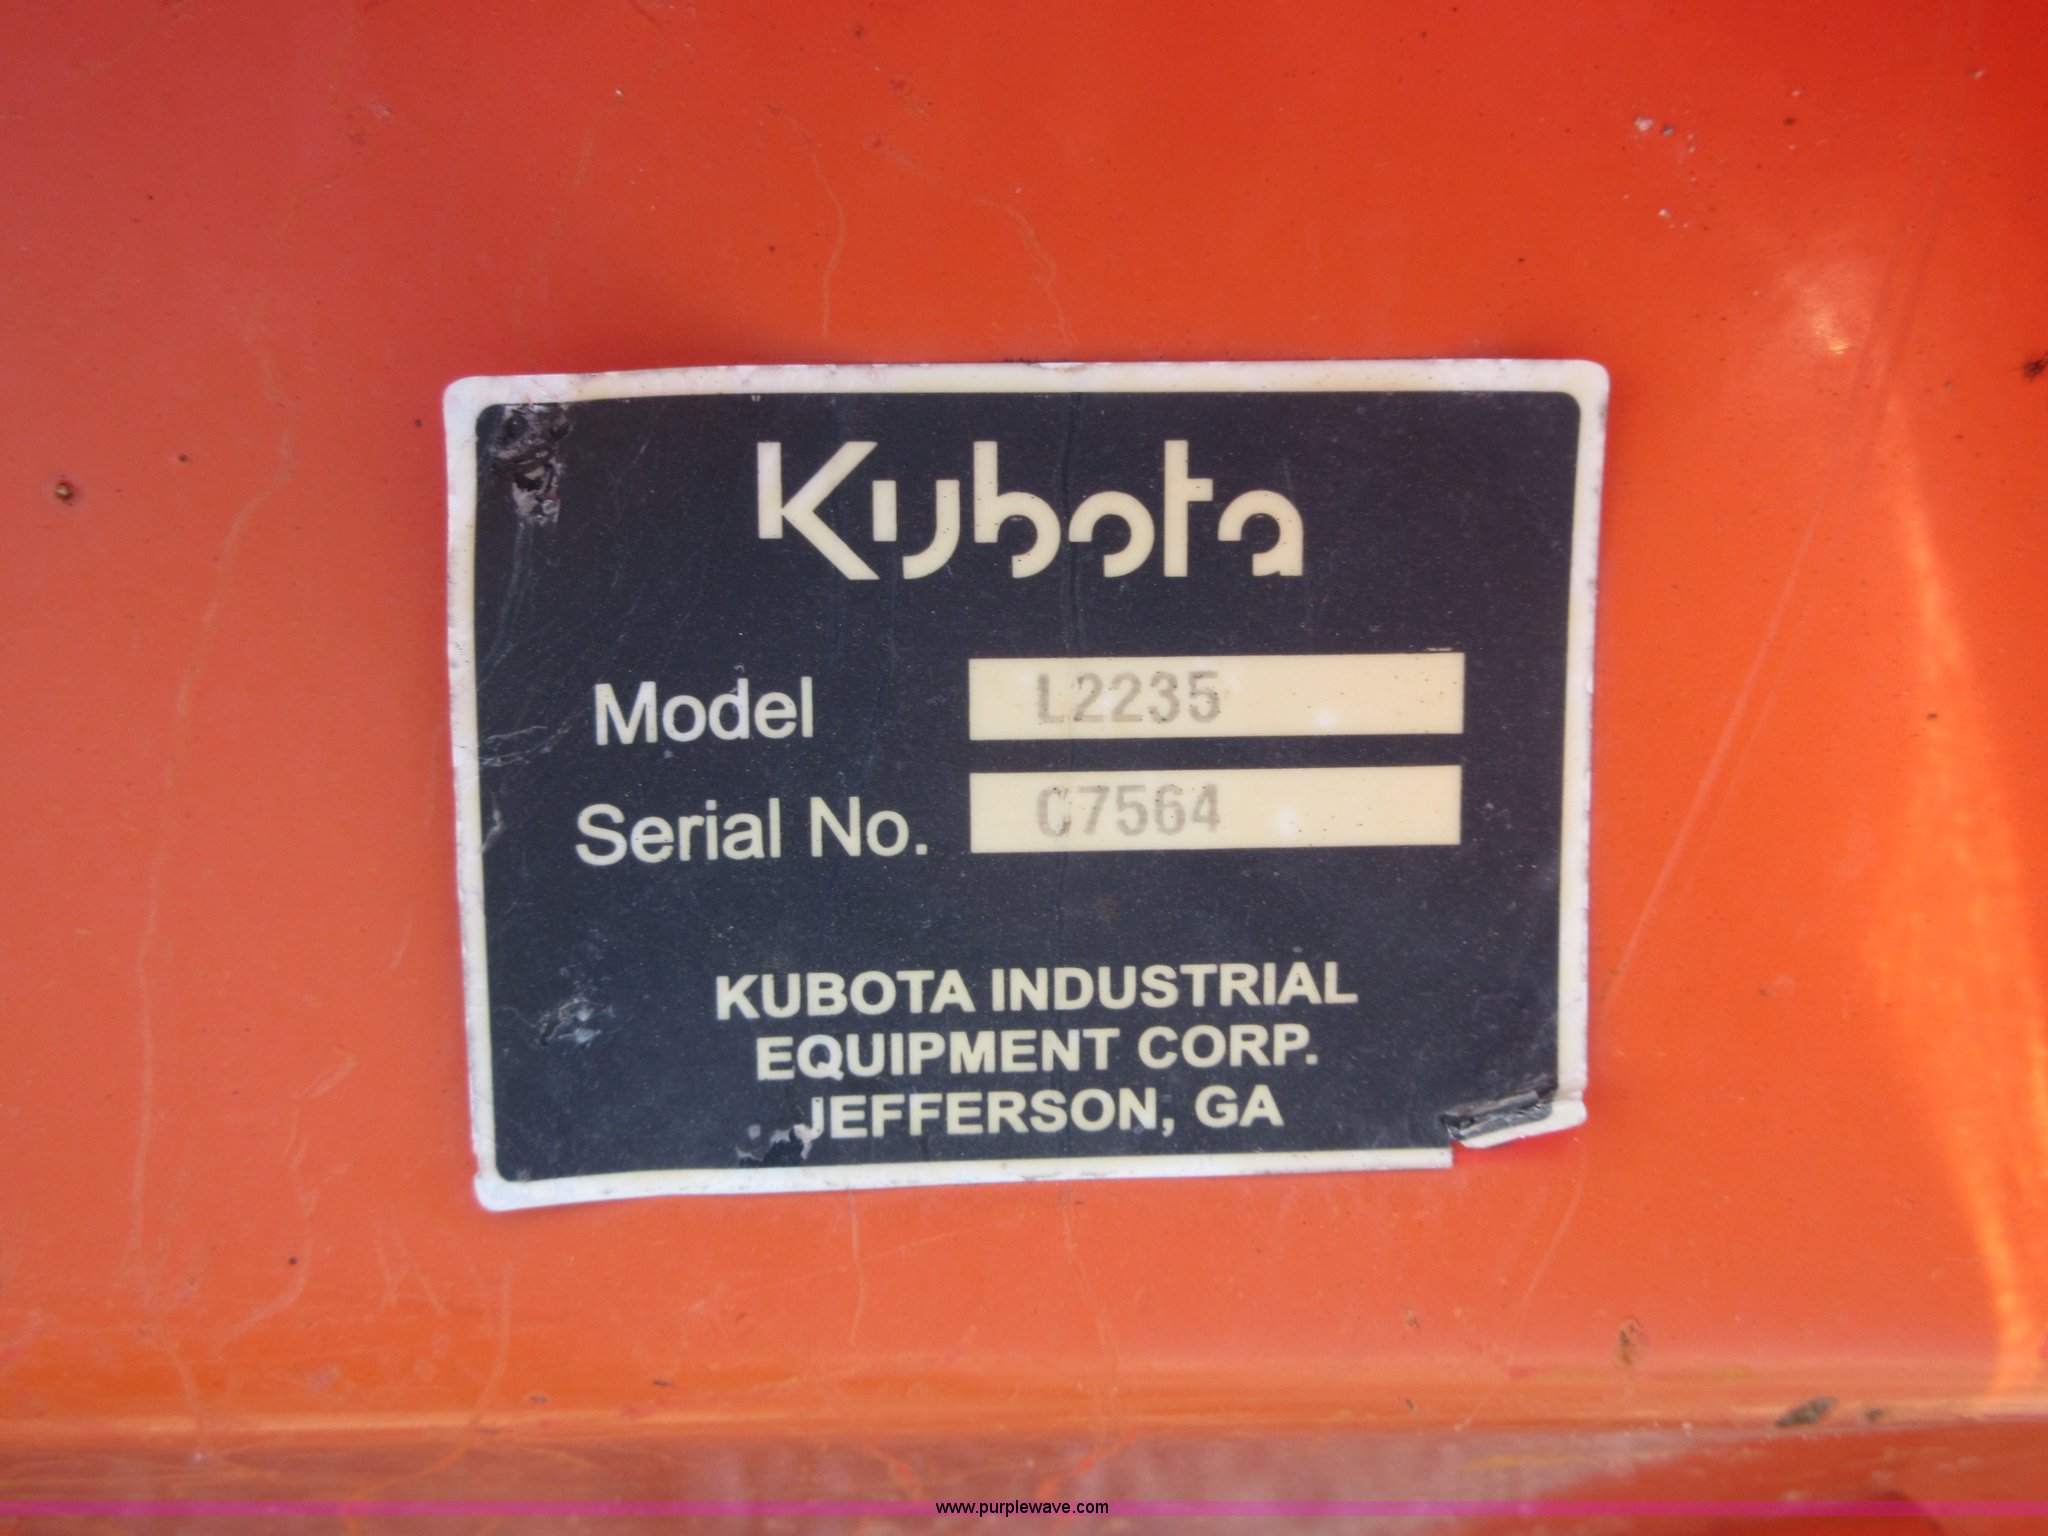 Kubota
Model L2235
Serial No. C7564
KUBOTA INDUSTRIAL
EQUIPMENT CORP.
JEFFERSON, GA
www.purplewave.com